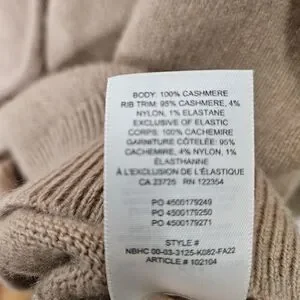 BODY: 100% CASHMERE
RIB TRIM: 95% CASHMERE, 4%
NYLON, 1% ELASTANE
EXCLUSIVE OF ELASTIC
CORPS: 100% CACHEMIRE
GARNITURE CÔTELÉE: 95%
CACHEMIRE, 4% NYLON, 1%
ÉLASTHANNE
À L'EXCLUSION DE L'ÉLASTIQUE
CA 23725 RN 122354
PO 4500179249
PO 4500179250
PO 4500179271
STYLE #
NBHC 00-03-3125-K082-FA22
ARTICLE # 102104